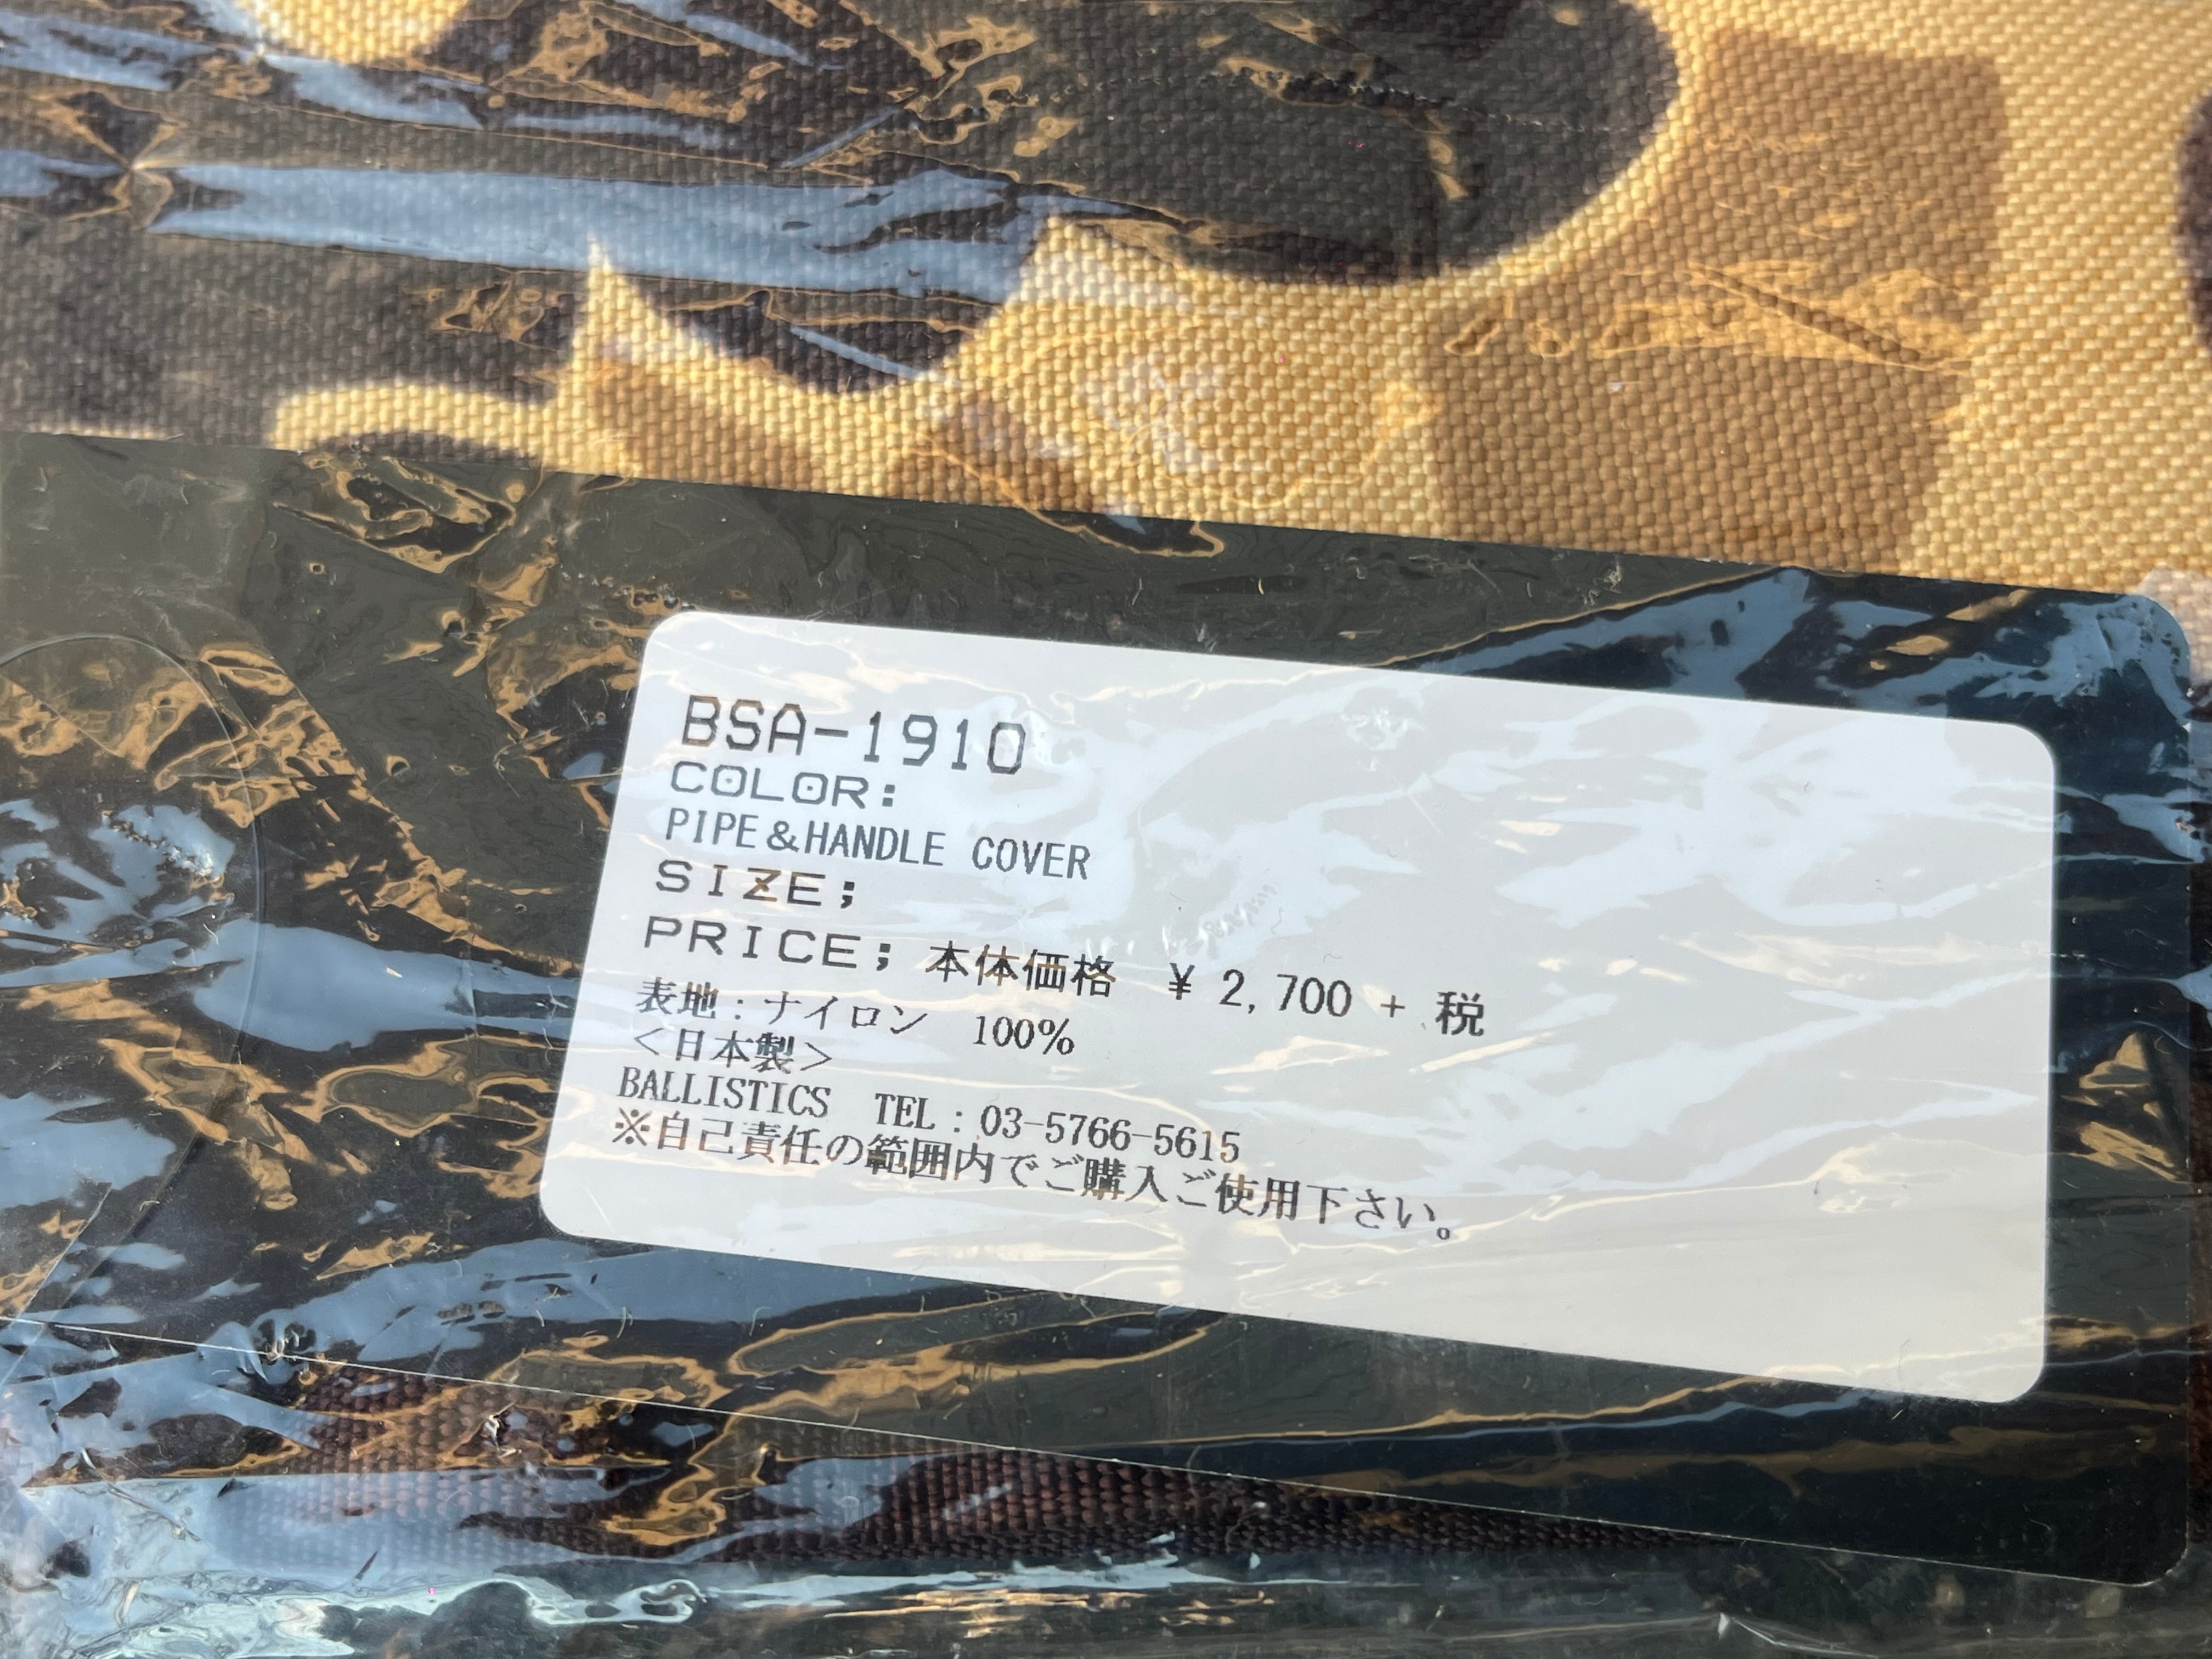 BSA-1910
COLOR:
PIPE&HANDLE COVER
SIZE;
PRICE; 本体価格 ¥ 2,700 + 税
表地:ナイロン 100%
<日本製>
BALLISTICS TEL:03-5766-5615
※自己責任の範囲内でご購入ご使用下さい。